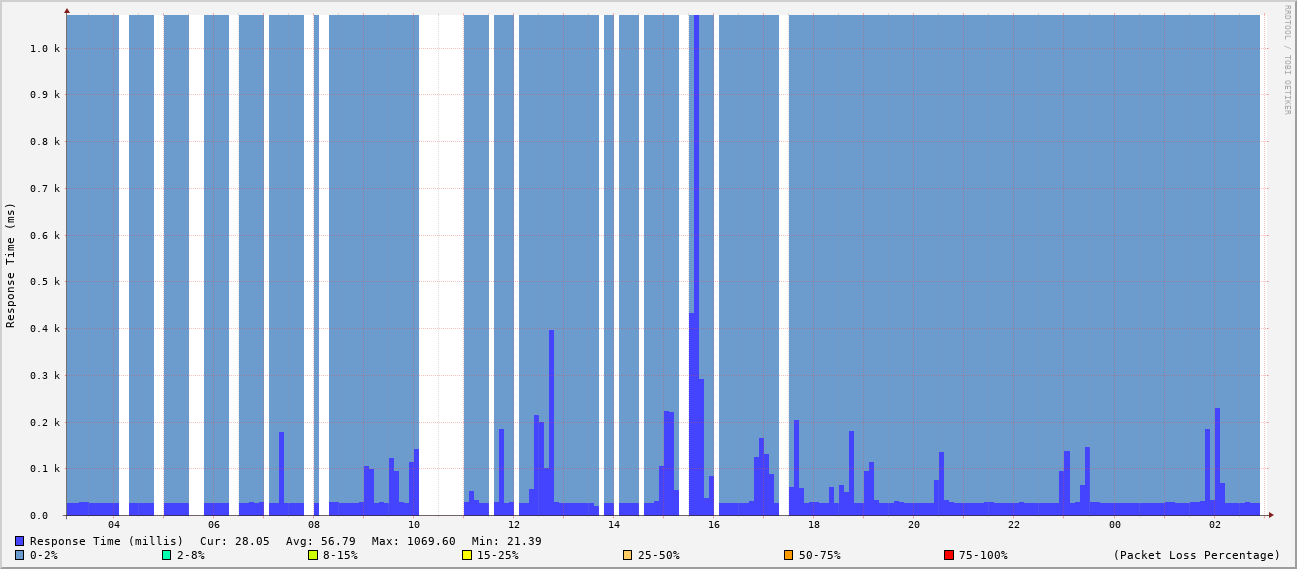 RRDTOOL / TOBI OETIKER
Response Time (ms)
1.0 k
0.9 k
0.8 k
0.7 k
0.6 k
0.5 k
0.4 k
0.3 k
0.2 k
0.1 k
0.0
04 06 08 10 12 14 16 18 20 22 00 02
Response Time (millis) Cur: 28.05 Avg: 56.79 Max: 1069.60 Min: 21.39
0-2% 2-8% 8-15% 15-25% 25-50% 50-75% 75-100% (Packet Loss Percentage)